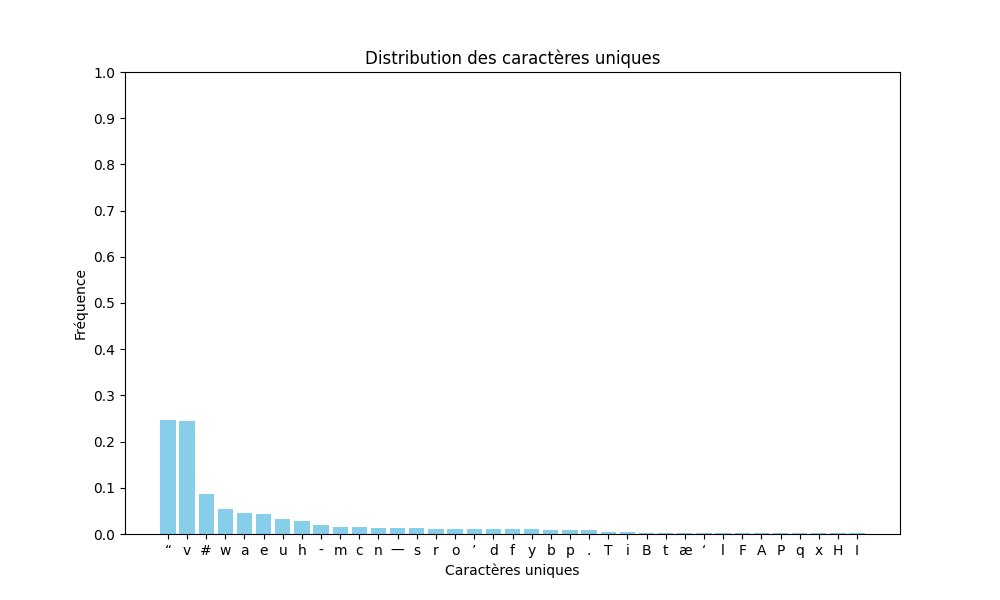 Distribution des caractères uniques
1.0
0.9
0.8
0.7
0.6
0.5
0.4
0.3
0.2
0.1
0.0
Fréquence
“ v # w a e u h - m c n — s r o ’ d f y b p . T i B t æ ‘ l F A P q x H I
Caractères uniques